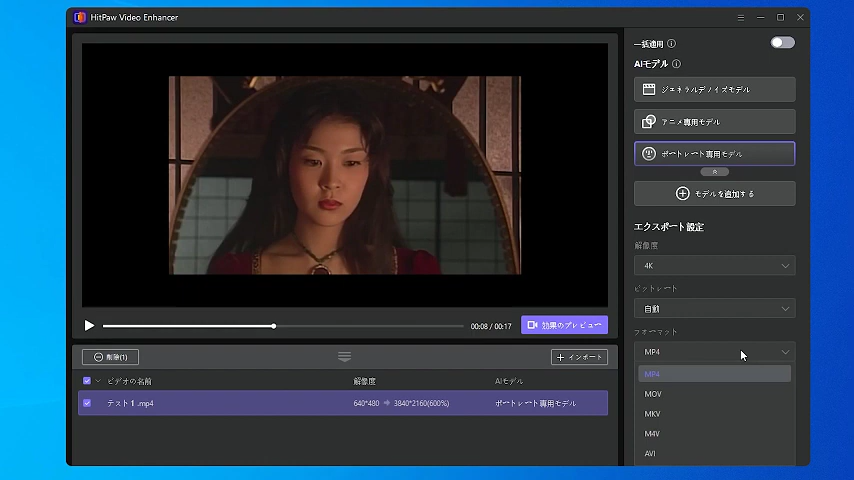 HitPaw Video Enhancer
一括適用
AIモデル
ジェネラルデノイズモデル
アニメ専用モデル
ポートレート専用モデル
モデルを追加する
エクスポート設定
解像度
4K
ビットレート
自動
フォーマット
MP4
MP4
MOV
MKV
M4V
AVI
00:08 / 00:17
効果のプレビュー
削除(1)
インポート
ビデオの名前 解像度 AIモデル
テスト 1 .mp4 640*480 3840*2160(600%) ポートレート専用モデル